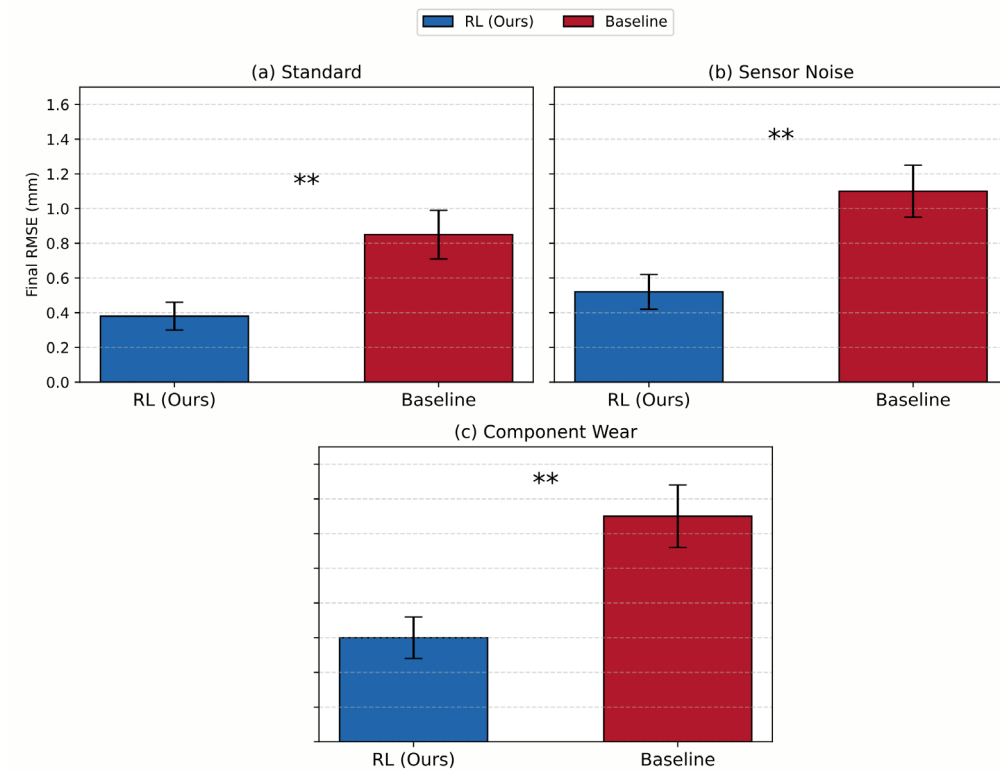 RL (Ours) Baseline
(a) Standard
(b) Sensor Noise
Final RMSE (mm)
1.6
1.4
1.2
1.0
0.8
0.6
0.4
0.2
0.0
**
**
RL (Ours) Baseline
RL (Ours) Baseline
(c) Component Wear
**
RL (Ours) Baseline